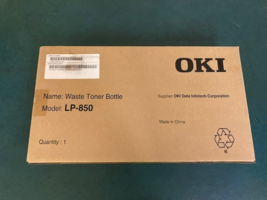 OKI
Name: Waste Toner Bottle
Model: LP-850
Supplier: OKI Data Infotech Corporation
Made in China
Quantity : 1